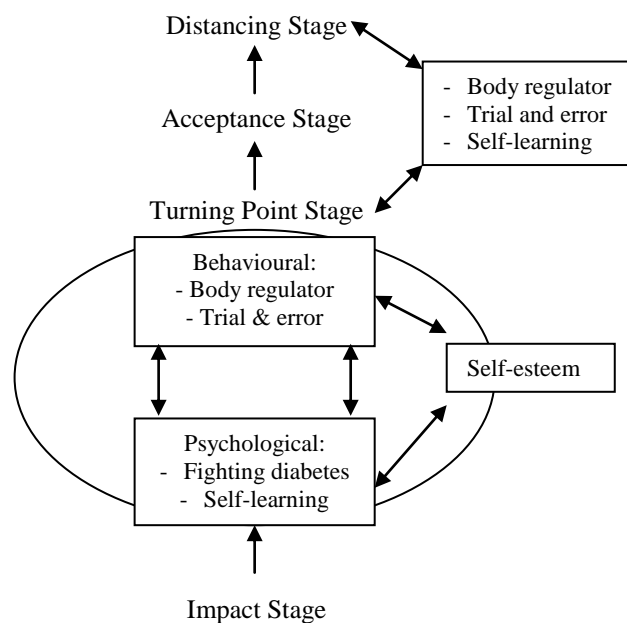 Distancing Stage
- Body regulator
- Trial and error
- Self-learning
Acceptance Stage
Turning Point Stage
Behavioural:
- Body regulator
- Trial & error
Self-esteem
Psychological:
- Fighting diabetes
- Self-learning
Impact Stage